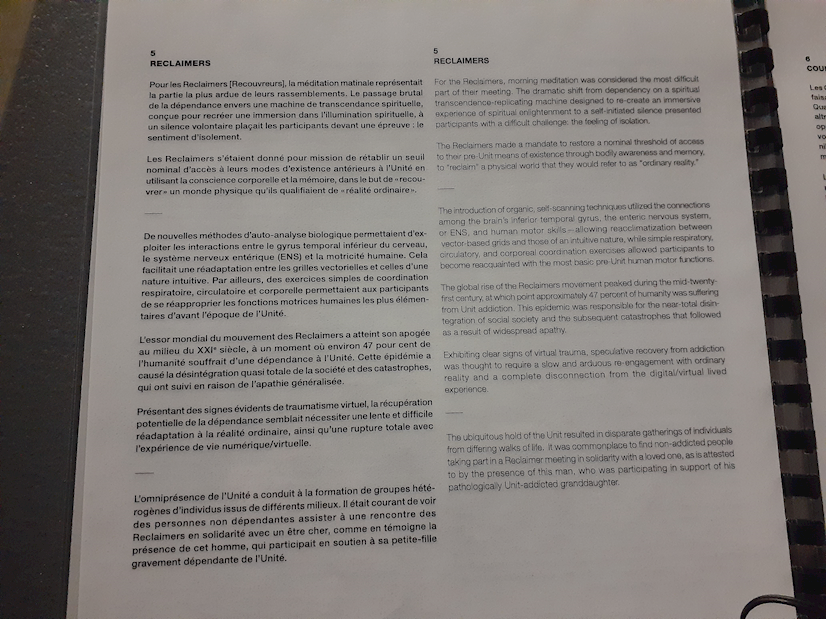 5
RECLAIMERS
Pour les Reclaimers [Recouvreurs], la méditation matinale représentait
la partie la plus ardue de leurs rassemblements. Le passage brutal
de la dépendance envers une machine de transcendance spirituelle,
conçue pour recréer une immersion dans l'illumination spirituelle, à
un silence volontaire plaçait les participants devant une épreuve : le
sentiment d'isolement.
Les Reclaimers s'étaient donné pour mission de rétablir un seuil
nominal d'accès à leurs modes d'existence antérieurs à l'Unité en
utilisant la conscience corporelle et la mémoire, dans le but de « recou-
vrer » un monde physique qu'ils qualifiaient de « réalité ordinaire ».
De nouvelles méthodes d'auto-analyse biologique permettaient d'ex-
ploiter les interactions entre le gyrus temporal inférieur du cerveau,
le système nerveux entérique (ENS) et la motricité humaine. Cela
facilitait une réadaptation entre les grilles vectorielles et celles d'une
nature intuitive. Par ailleurs, des exercices simples de coordination
respiratoire, circulatoire et corporelle permettaient aux participants
de se réapproprier les fonctions motrices humaines les plus élémen-
taires d'avant l'époque de l'Unité.
L'essor mondial du mouvement des Reclaimers a atteint son apogée
au milieu du XXIe siècle, à un moment où environ 47 pour cent de
l'humanité souffrait d'une dépendance à l'Unité. Cette épidémie a
causé la désintégration quasi totale de la société et des catastrophes,
qui ont suivi en raison de l'apathie généralisée.
Présentant des signes évidents de traumatisme virtuel, la récupération
potentielle de la dépendance semblait nécessiter une lente et difficile
réadaptation à la réalité ordinaire, ainsi qu'une rupture totale avec
l'expérience de vie numérique/virtuelle.
L'omniprésence de l'Unité a conduit à la formation de groupes hété-
rogènes d'individus issus de différents milieux. Il était courant de voir
des personnes non dépendantes assister à une rencontre des
Reclaimers en solidarité avec un être cher, comme en témoigne la
présence de cet homme, qui participait en soutien à sa petite-fille
gravement dépendante de l'Unité.
5
RECLAIMERS
For the Reclaimers, morning meditation was considered the most difficult
part of their meeting. The dramatic shift from dependency on a spiritual
transcendence-replicating machine designed to re-create an immersive
experience of spiritual enlightenment to a self-initiated silence presented
participants with a difficult challenge: the feeling of isolation.
The Reclaimers made a mandate to restore a nominal threshold of access
to their pre-Unit means of existence through bodily awareness and memory,
to "reclaim" a physical world that they would refer to as "ordinary reality."
The introduction of organic, self-scanning techniques utilized the connections
among the brain's inferior temporal gyrus, the enteric nervous system,
or ENS, and human motor skills – allowing reacclimatization between
vector-based grids and those of an intuitive nature, while simple respiratory,
circulatory, and corporeal coordination exercises allowed participants to
become reacquainted with the most basic pre-Unit human motor functions.
The global rise of the Reclaimers movement peaked during the mid-twenty-
first century, at which point approximately 47 percent of humanity was suffering
from Unit addiction. This epidemic was responsible for the near-total disin-
tegration of social society and the subsequent catastrophes that followed
as a result of widespread apathy.
Exhibiting clear signs of virtual trauma, speculative recovery from addiction
was thought to require a slow and arduous re-engagement with ordinary
reality and a complete disconnection from the digital/virtual lived
experience.
The ubiquitous hold of the Unit resulted in disparate gatherings of individuals
from differing walks of life. It was commonplace to find non-addicted people
taking part in a Reclaimer meeting in solidarity with a loved one, as is attested
to by the presence of this man, who was participating in support of his
pathologically Unit-addicted granddaughter.
6